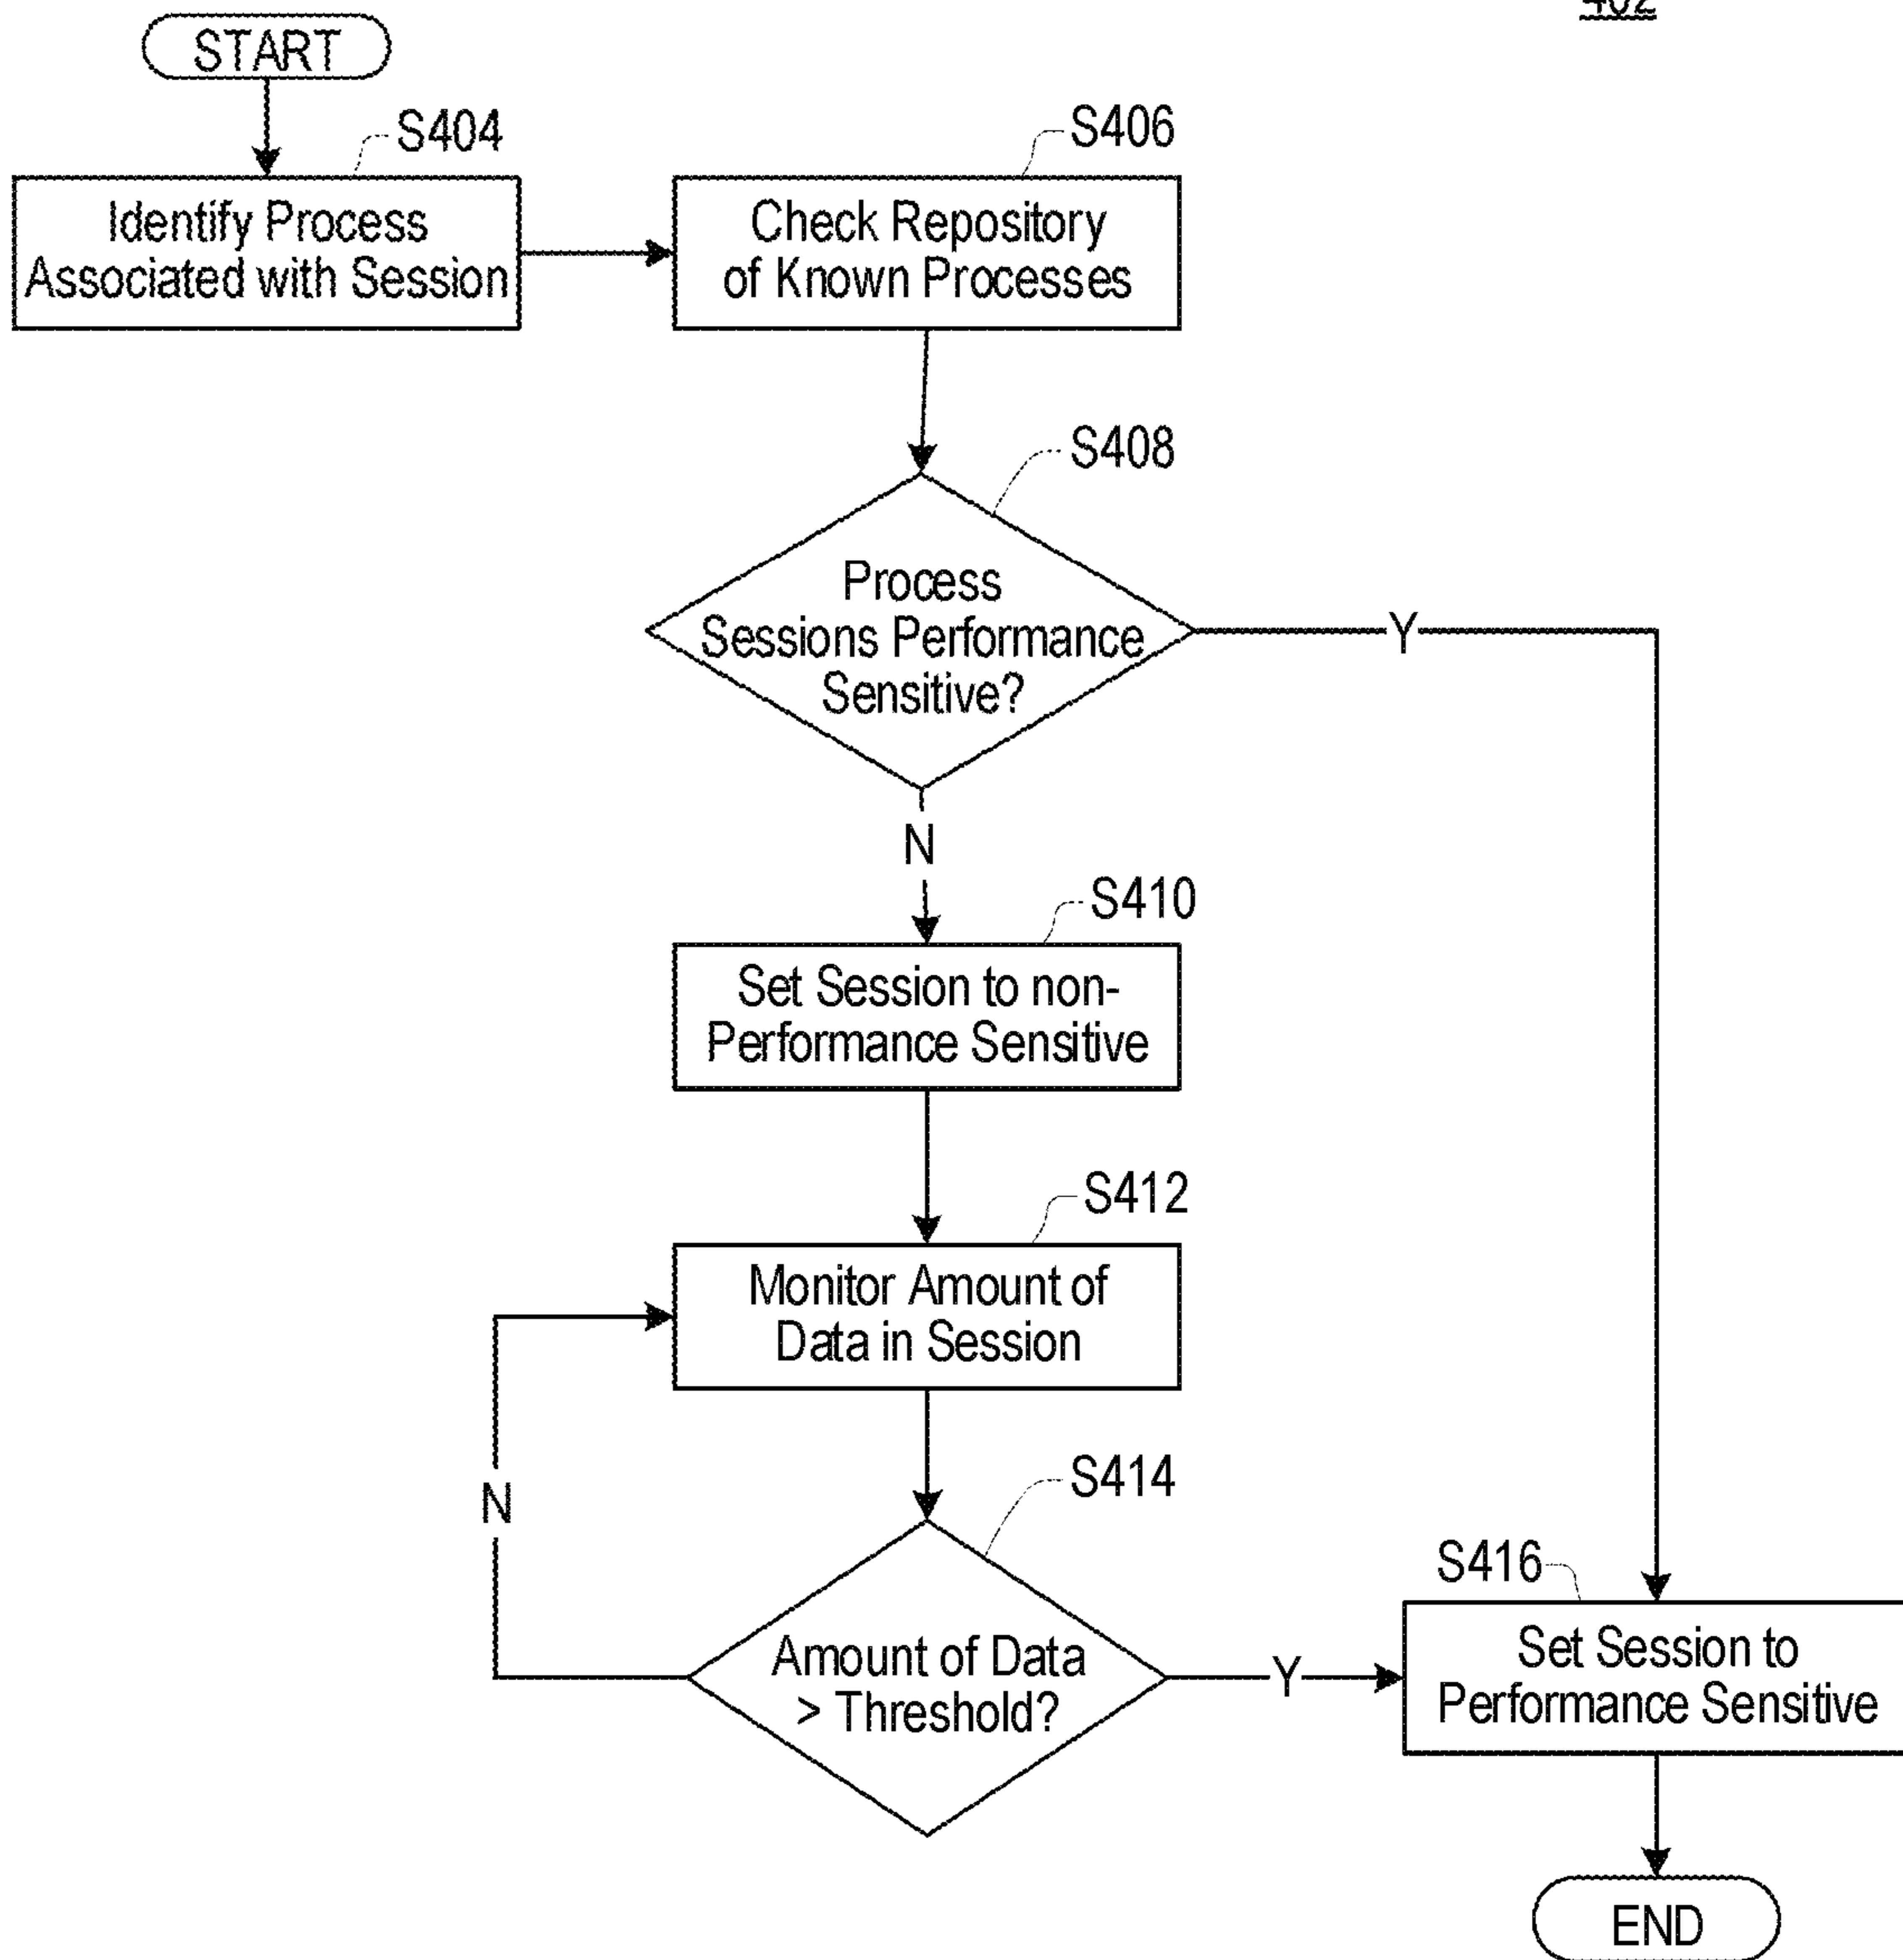 402
START
S404
S406
Identify Process
Associated with Session
Check Repository
of Known Processes
S408
Process
Sessions Performance
Sensitive?
Y
N
S410
Set Session to non-
Performance Sensitive
S412
Monitor Amount of
Data in Session
N
S414
S416
Amount of Data
> Threshold?
Y
Set Session to
Performance Sensitive
END